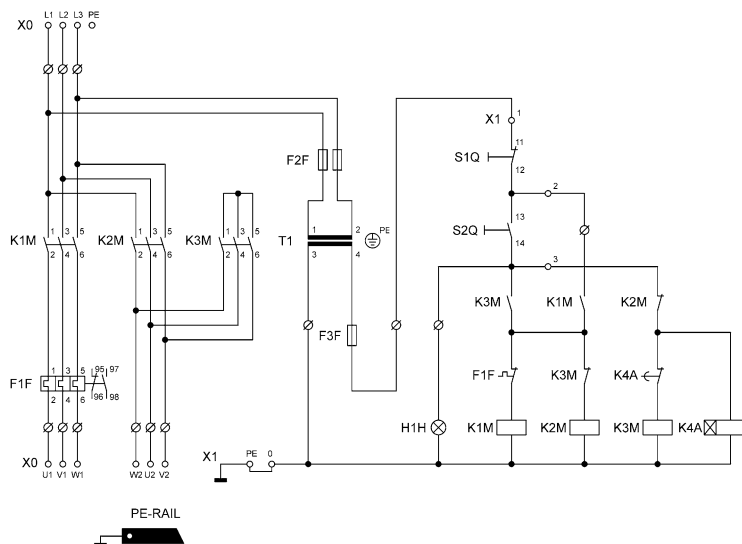 X0 L1 L2 L3 PE
X1 1
11
S1Q
12
F2F
2
13
S2Q
14
1 3 5 1 3 5 1 3 5
K1M K2M K3M
2 4 6 2 4 6 2 4 6
T1 1 2 PE
3 4
3
K3M K1M K2M
F3F
1 3 5 95 97
F1F
2 4 6 96 98
F1F K3M K4A
H1H K1M K2M K3M K4A
X0 U1 V1 W1 W2 U2 V2
X1 PE 0
PE-RAIL